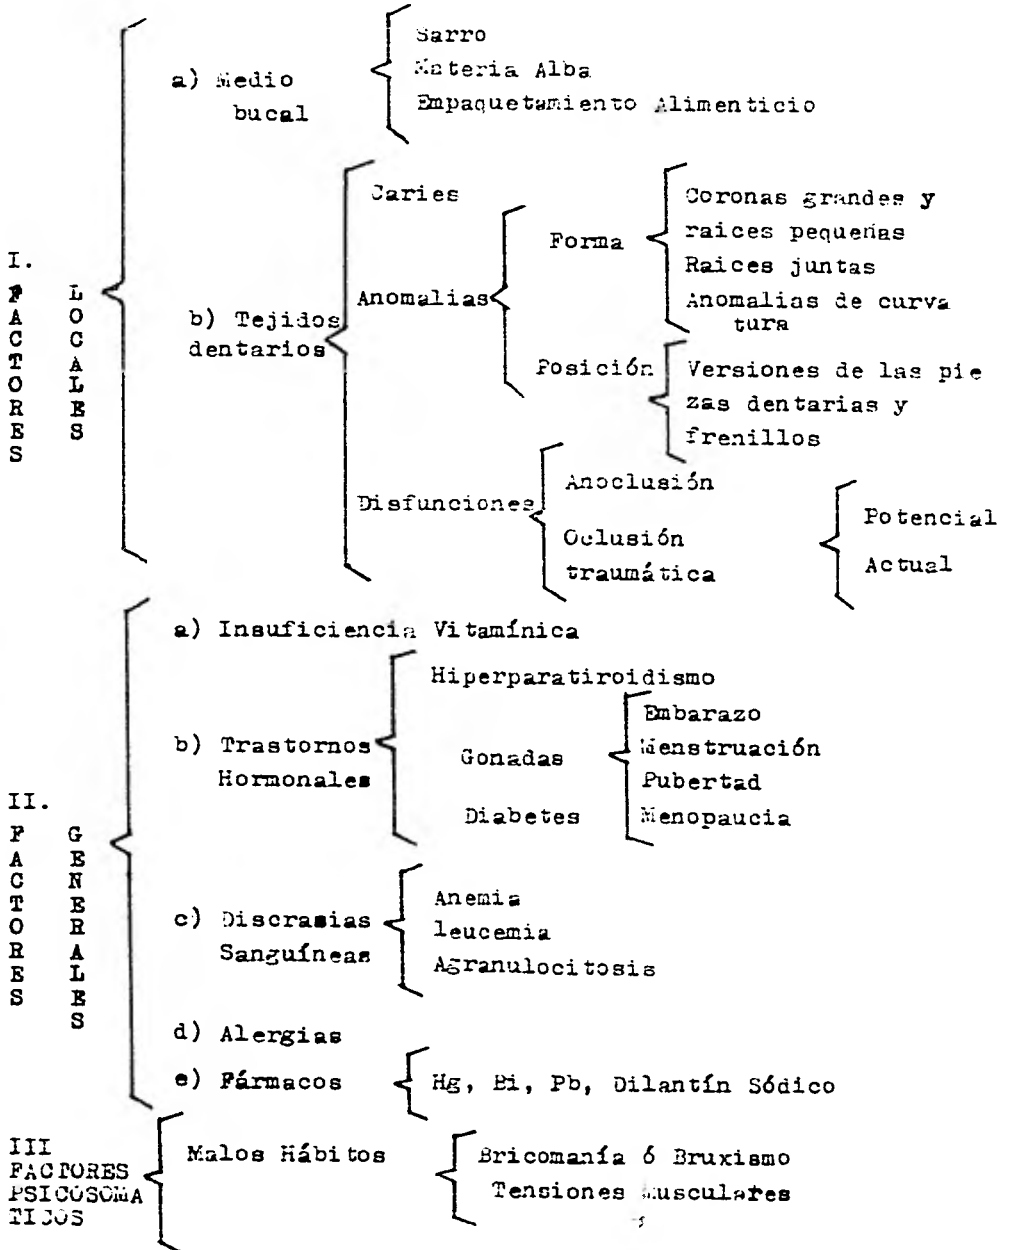 Sarro
a) Medio
Materia Alba
bucal
Empaquetamiento Alimenticio
I.
FACTORES
LOCALES
b) Tejidos
dentarios
Caries
Anomalias
Forma
Coronas grandes y
raices pequeñas
Raices juntas
Anomalias de curva
tura
Posición
Versiones de las pie
zas dentarias y
frenillos
Disfunciones
Anoclusión
Oclusión
traumática
Potencial
Actual
II.
FACTORES
GENERALES
a) Insuficiencia Vitamínica
b) Trastornos
Hormonales
Hiperparatiroidismo
Gonadas
Embarazo
Menstruación
Pubertad
Menopaucia
Diabetes
c) Discrasias
Sanguíneas
Anemia
leucemia
Agranulocitosis
d) Alergias
e) Fármacos
Hg, Bi, Pb, Dilantín Sódico
III
FACTORES
PSICOSOMA
TICOS
Malos Hábitos
Bricomanía ó Bruxismo
Tensiones musculares